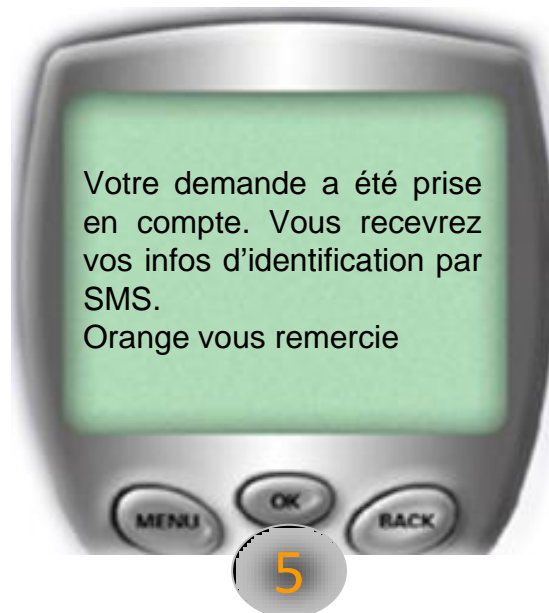 Votre demande a été prise
en compte. Vous recevrez
vos infos d’identification par
SMS.
Orange vous remercie
MENU
OK
BACK
5